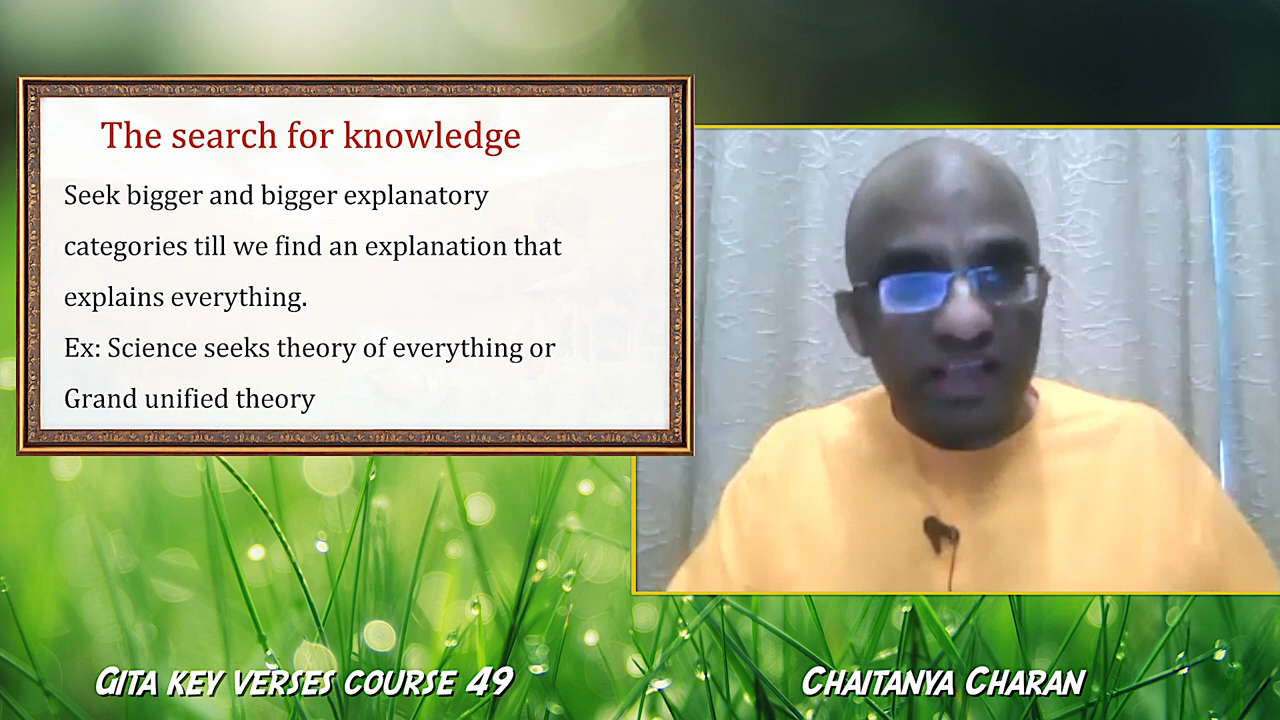 The search for knowledge
Seek bigger and bigger explanatory
categories till we find an explanation that
explains everything.
Ex: Science seeks theory of everything or
Grand unified theory
GITA KEY VERSES COURSE 49
CHAITANYA CHARAN